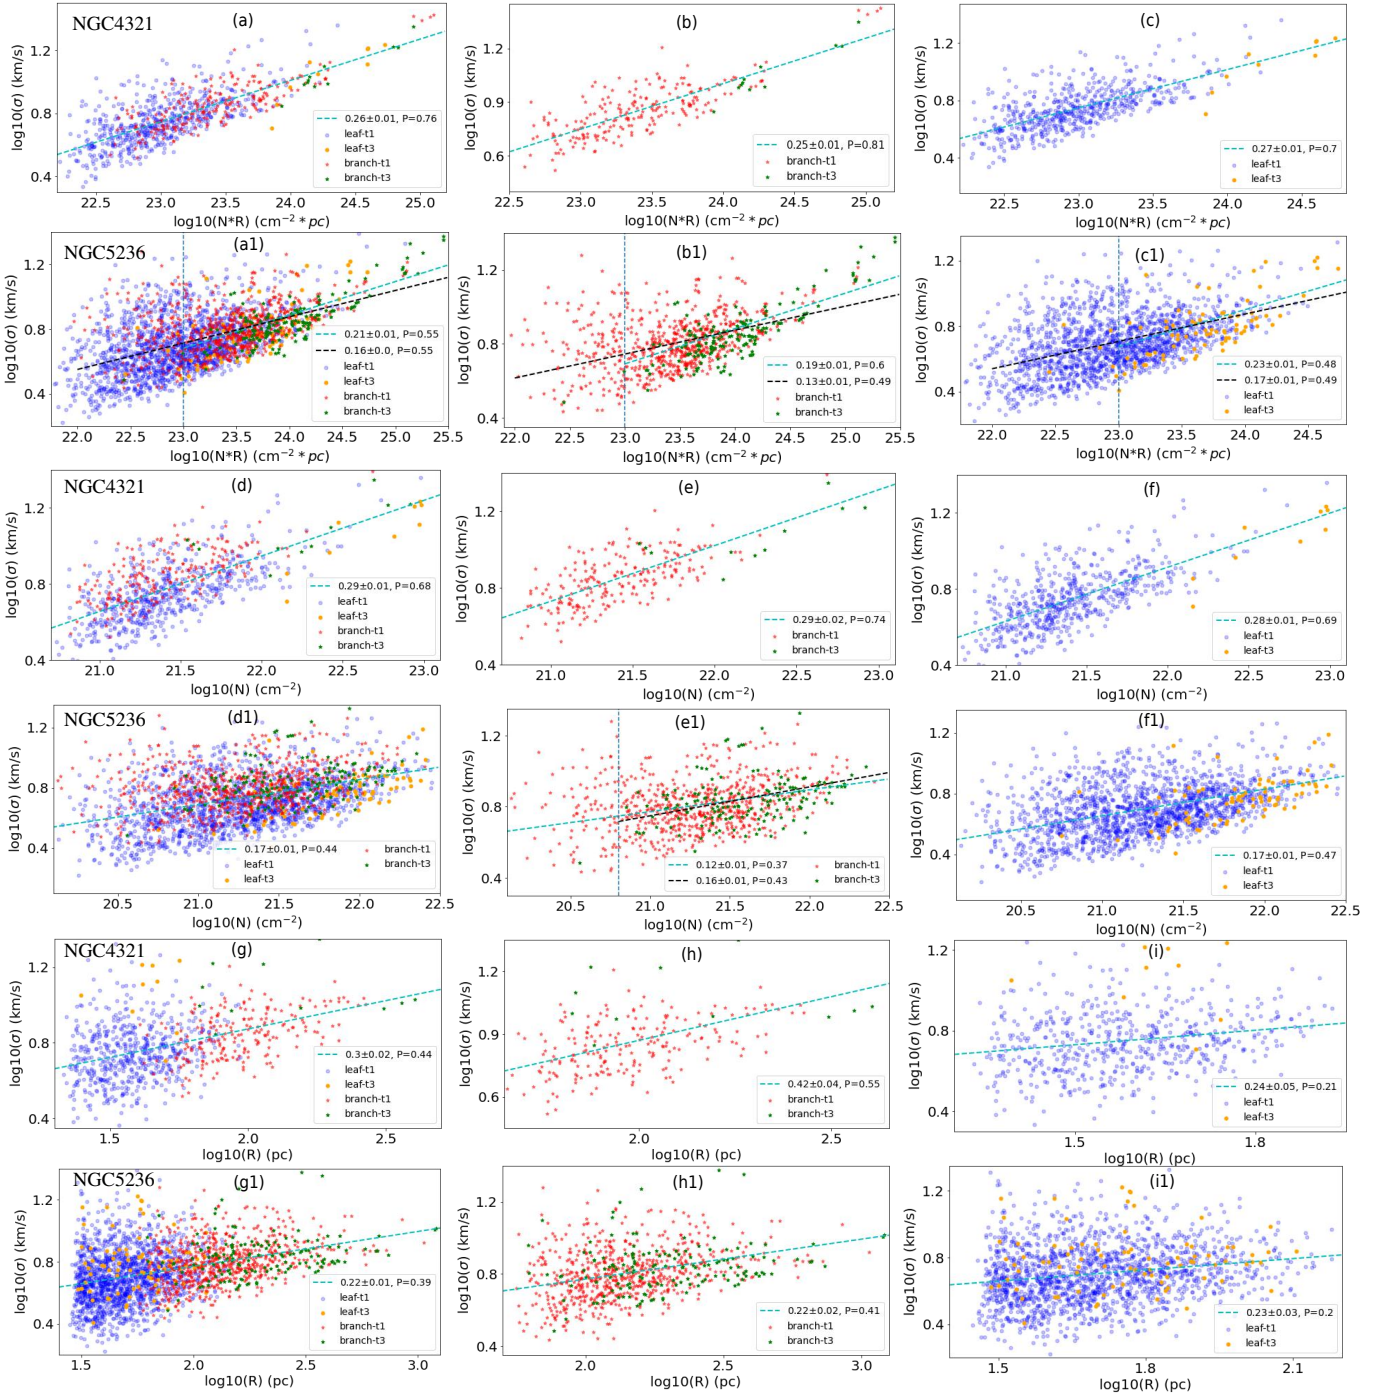 NGC4321
(a)
1.2
0.8
0.4
log10(σ) (km/s)
0.26±0.01, P=0.76
leaf-t1
leaf-t3
branch-t1
branch-t3
22.5 23.0 23.5 24.0 24.5 25.0
log10(N*R) (cm⁻² * pc)
(b)
1.2
0.9
0.6
log10(σ) (km/s)
0.25±0.01, P=0.81
branch-t1
branch-t3
22.5 23.0 23.5 24.0 24.5 25.0
log10(N*R) (cm⁻² * pc)
(c)
1.2
0.8
0.4
log10(σ) (km/s)
0.27±0.01, P=0.7
leaf-t1
leaf-t3
22.5 23.0 23.5 24.0 24.5
log10(N*R) (cm⁻² * pc)
NGC5236
(a1)
1.2
0.8
0.4
log10(σ) (km/s)
0.21±0.01, P=0.55
0.16±0.0, P=0.55
leaf-t1
leaf-t3
branch-t1
branch-t3
22.0 22.5 23.0 23.5 24.0 24.5 25.0 25.5
log10(N*R) (cm⁻² * pc)
(b1)
1.2
0.8
0.4
log10(σ) (km/s)
0.19±0.01, P=0.6
0.13±0.01, P=0.49
branch-t1
branch-t3
22.0 22.5 23.0 23.5 24.0 24.5 25.0 25.5
log10(N*R) (cm⁻² * pc)
(c1)
1.2
0.8
0.4
log10(σ) (km/s)
0.23±0.01, P=0.48
0.17±0.01, P=0.49
leaf-t1
leaf-t3
22.0 22.5 23.0 23.5 24.0 24.5
log10(N*R) (cm⁻² * pc)
NGC4321
(d)
1.2
0.8
0.4
log10(σ) (km/s)
0.29±0.01, P=0.68
leaf-t1
leaf-t3
branch-t1
branch-t3
21.0 21.5 22.0 22.5 23.0
log10(N) (cm⁻²)
(e)
1.2
0.8
0.4
log10(σ) (km/s)
0.29±0.02, P=0.74
branch-t1
branch-t3
21.0 21.5 22.0 22.5 23.0
log10(N) (cm⁻²)
(f)
1.2
0.8
0.4
log10(σ) (km/s)
0.28±0.01, P=0.69
leaf-t1
leaf-t3
21.0 21.5 22.0 22.5 23.0
log10(N) (cm⁻²)
NGC5236
(d1)
1.2
0.8
0.4
log10(σ) (km/s)
0.17±0.01, P=0.44 branch-t1
leaf-t1 branch-t3
leaf-t3
20.5 21.0 21.5 22.0 22.5
log10(N) (cm⁻²)
(e1)
1.2
0.8
0.4
log10(σ) (km/s)
0.12±0.01, P=0.37 branch-t1
0.16±0.01, P=0.43 branch-t3
20.5 21.0 21.5 22.0 22.5
log10(N) (cm⁻²)
(f1)
1.2
0.8
0.4
log10(σ) (km/s)
0.17±0.01, P=0.47
leaf-t1
leaf-t3
20.5 21.0 21.5 22.0 22.5
log10(N) (cm⁻²)
NGC4321
(g)
1.2
0.8
0.4
log10(σ) (km/s)
0.3±0.02, P=0.44
leaf-t1
leaf-t3
branch-t1
branch-t3
1.5 2.0 2.5
log10(R) (pc)
(h)
1.2
0.9
0.6
log10(σ) (km/s)
0.42±0.04, P=0.55
branch-t1
branch-t3
2.0 2.5
log10(R) (pc)
(i)
1.2
0.8
0.4
log10(σ) (km/s)
0.24±0.05, P=0.21
leaf-t1
leaf-t3
1.5 1.8
log10(R) (pc)
NGC5236
(g1)
1.2
0.8
0.4
log10(σ) (km/s)
0.22±0.01, P=0.39
leaf-t1
leaf-t3
branch-t1
branch-t3
1.5 2.0 2.5 3.0
log10(R) (pc)
(h1)
1.2
0.8
0.4
log10(σ) (km/s)
0.22±0.02, P=0.41
branch-t1
branch-t3
2.0 2.5 3.0
log10(R) (pc)
(i1)
1.2
0.8
0.4
log10(σ) (km/s)
0.23±0.03, P=0.2
leaf-t1
leaf-t3
1.5 1.8 2.1
log10(R) (pc)